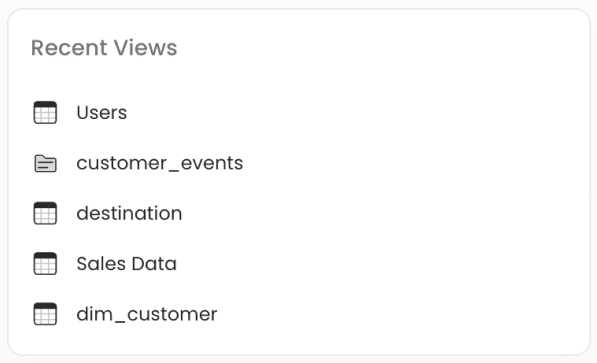 Recent Views
Users
customer_events
destination
Sales Data
dim_customer